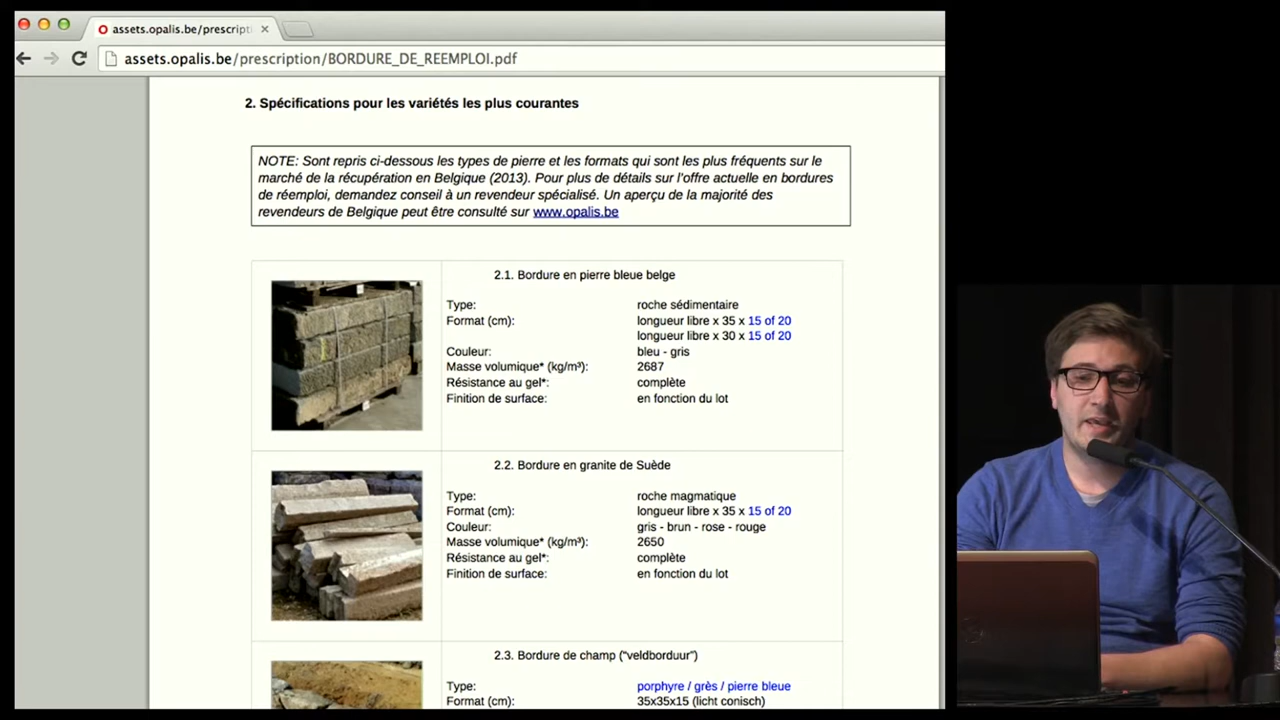 assets.opalis.be/prescripti
assets.opalis.be/prescription/BORDURE_DE_REEMPLOI.pdf
2. Spécifications pour les variétés les plus courantes
NOTE: Sont repris ci-dessous les types de pierre et les formats qui sont les plus fréquents sur le
marché de la récupération en Belgique (2013). Pour plus de détails sur l'offre actuelle en bordures
de réemploi, demandez conseil à un revendeur spécialisé. Un aperçu de la majorité des
revendeurs de Belgique peut être consulté sur www.opalis.be
2.1. Bordure en pierre bleue belge
Type: roche sédimentaire
Format (cm): longueur libre x 35 x 15 of 20
longueur libre x 30 x 15 of 20
Couleur: bleu - gris
Masse volumique* (kg/m³): 2687
Résistance au gel*: complète
Finition de surface: en fonction du lot
2.2. Bordure en granite de Suède
Type: roche magmatique
Format (cm): longueur libre x 35 x 15 of 20
Couleur: gris - brun - rose - rouge
Masse volumique* (kg/m³): 2650
Résistance au gel*: complète
Finition de surface: en fonction du lot
2.3. Bordure de champ ("veldborduur")
Type: porphyre / grès / pierre bleue
Format (cm): 35x35x15 (licht conisch)